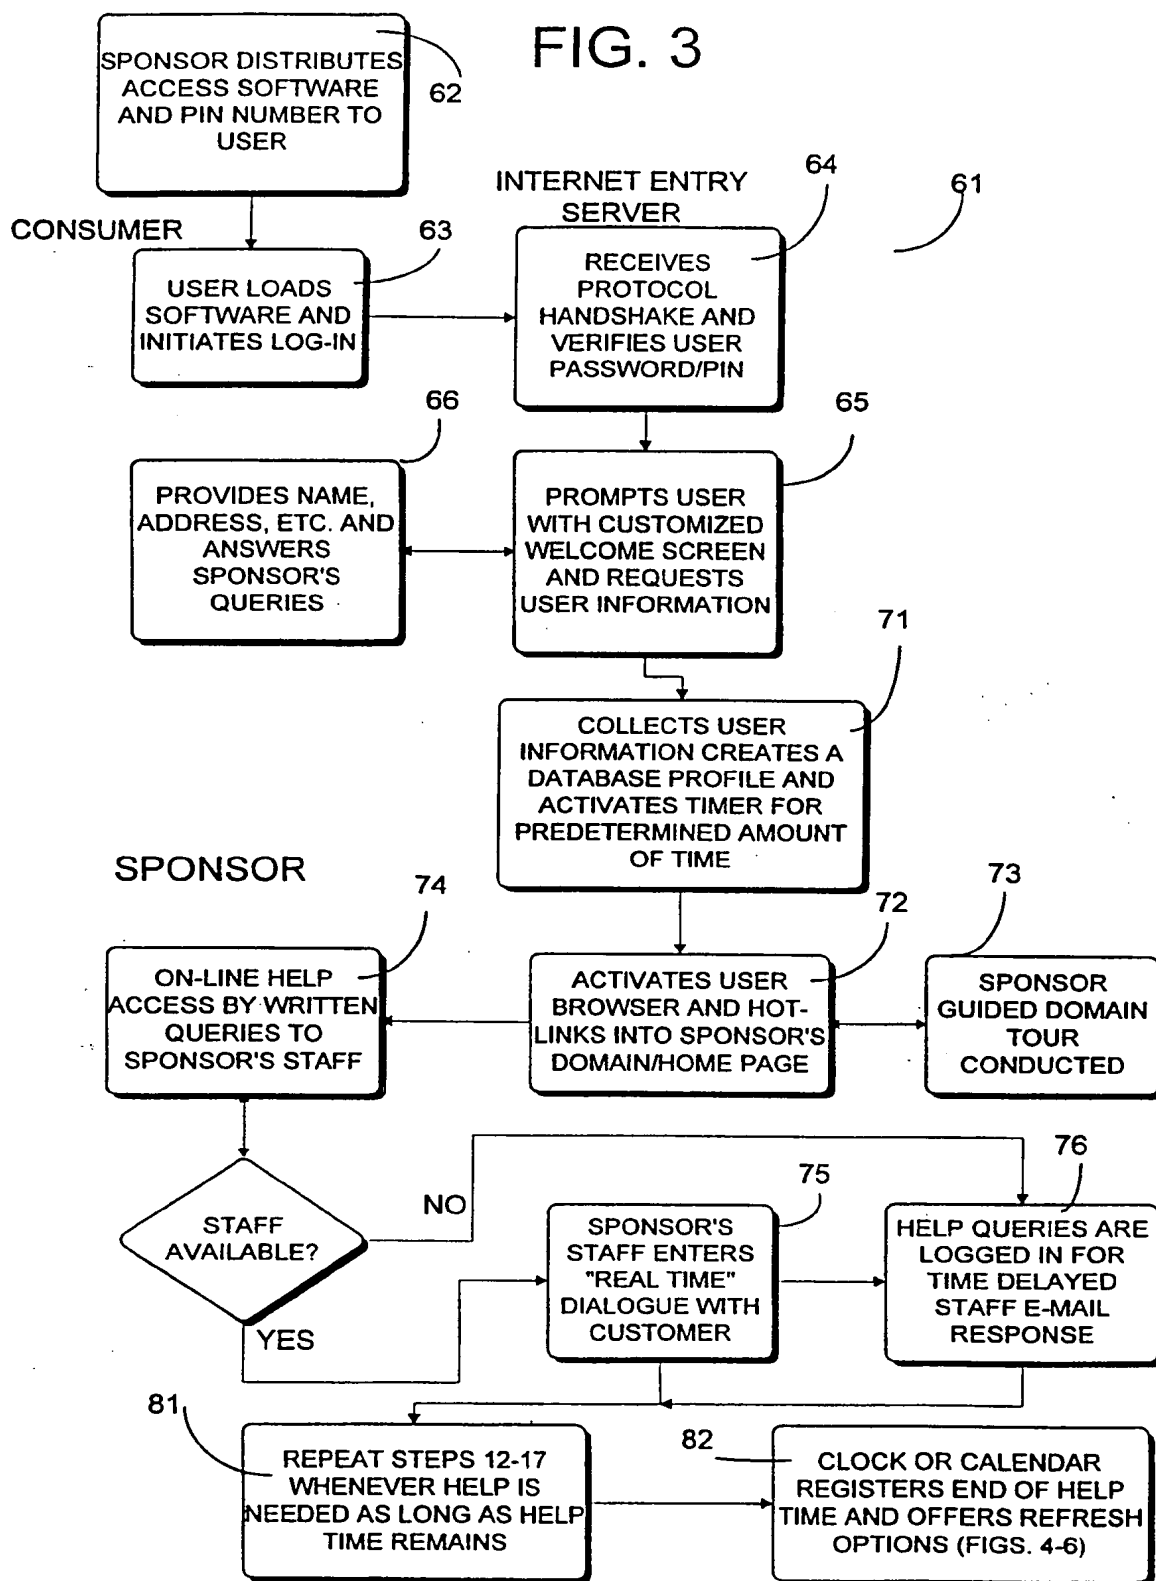 FIG. 3
SPONSOR DISTRIBUTES
ACCESS SOFTWARE
AND PIN NUMBER TO
USER
62
INTERNET ENTRY
SERVER
64
61
CONSUMER
63
USER LOADS
SOFTWARE AND
INITIATES LOG-IN
RECEIVES
PROTOCOL
HANDSHAKE AND
VERIFIES USER
PASSWORD/PIN
66
65
PROVIDES NAME,
ADDRESS, ETC. AND
ANSWERS
SPONSOR'S
QUERIES
PROMPTS USER
WITH CUSTOMIZED
WELCOME SCREEN
AND REQUESTS
USER INFORMATION
71
COLLECTS USER
INFORMATION CREATES A
DATABASE PROFILE AND
ACTIVATES TIMER FOR
PREDETERMINED AMOUNT
OF TIME
SPONSOR
74
72
73
ON-LINE HELP
ACCESS BY WRITTEN
QUERIES TO
SPONSOR'S STAFF
ACTIVATES USER
BROWSER AND HOT-
LINKS INTO SPONSOR'S
DOMAIN/HOME PAGE
SPONSOR
GUIDED DOMAIN
TOUR
CONDUCTED
STAFF
AVAILABLE?
NO
YES
75
SPONSOR'S
STAFF ENTERS
"REAL TIME"
DIALOGUE WITH
CUSTOMER
76
HELP QUERIES ARE
LOGGED IN FOR
TIME DELAYED
STAFF E-MAIL
RESPONSE
81
REPEAT STEPS 12-17
WHENEVER HELP IS
NEEDED AS LONG AS HELP
TIME REMAINS
82
CLOCK OR CALENDAR
REGISTERS END OF HELP
TIME AND OFFERS REFRESH
OPTIONS (FIGS. 4-6)